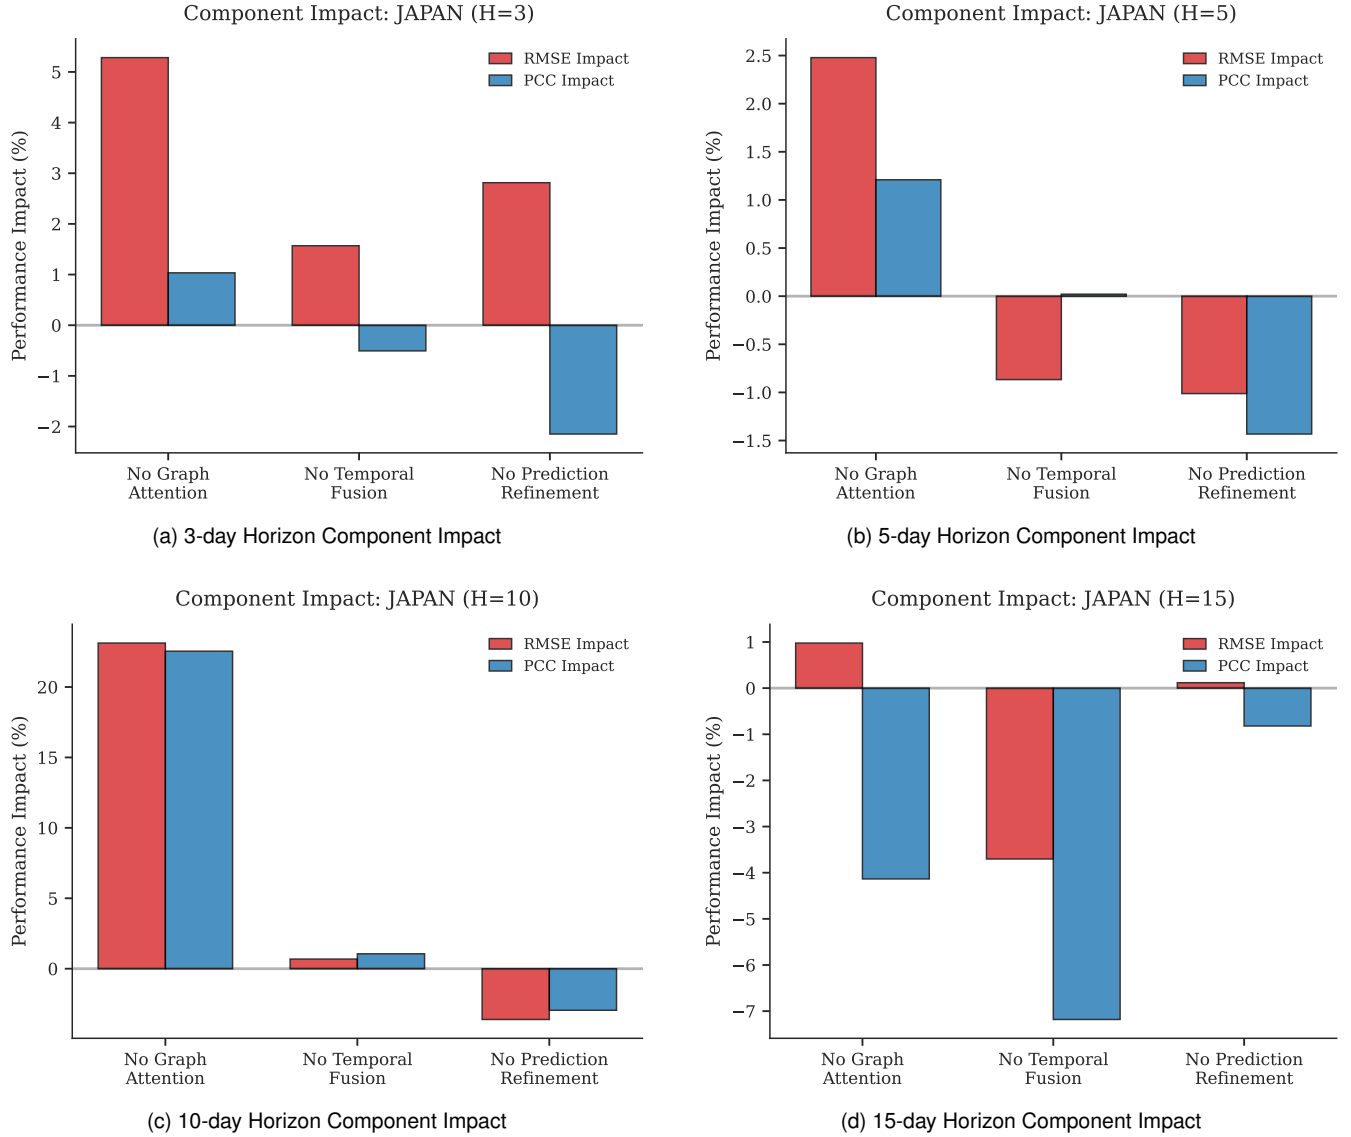 Component Impact: JAPAN (H=3)
RMSE Impact
PCC Impact
Performance Impact (%)
5
4
3
2
1
0
−1
−2
No Graph
Attention
No Temporal
Fusion
No Prediction
Refinement
(a) 3-day Horizon Component Impact
Component Impact: JAPAN (H=5)
RMSE Impact
PCC Impact
Performance Impact (%)
2.5
2.0
1.5
1.0
0.5
0.0
−0.5
−1.0
−1.5
No Graph
Attention
No Temporal
Fusion
No Prediction
Refinement
(b) 5-day Horizon Component Impact
Component Impact: JAPAN (H=10)
RMSE Impact
PCC Impact
Performance Impact (%)
20
15
10
5
0
No Graph
Attention
No Temporal
Fusion
No Prediction
Refinement
(c) 10-day Horizon Component Impact
Component Impact: JAPAN (H=15)
RMSE Impact
PCC Impact
Performance Impact (%)
1
0
−1
−2
−3
−4
−5
−6
−7
No Graph
Attention
No Temporal
Fusion
No Prediction
Refinement
(d) 15-day Horizon Component Impact